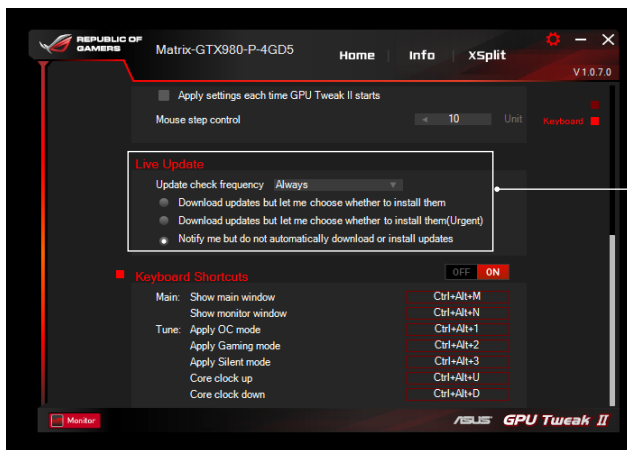 REPUBLIC OF
GAMERS
Matrix-GTX980-P-4GD5
Home
Info
XSplit
V 1.0.7.0
Apply settings each time GPU Tweak II starts
Mouse step control
10
Unit
Keyboard
Live Update
Update check frequency Always
Download updates but let me choose whether to install them
Download updates but let me choose whether to install them(Urgent)
Notify me but do not automatically download or install updates
Keyboard Shortcuts
OFF ON
Main: Show main window Ctrl+Alt+M
Show monitor window Ctrl+Alt+N
Tune: Apply OC mode Ctrl+Alt+1
Apply Gaming mode Ctrl+Alt+2
Apply Silent mode Ctrl+Alt+3
Core clock up Ctrl+Alt+U
Core clock down Ctrl+Alt+D
Monitor
ASUS GPU Tweak II